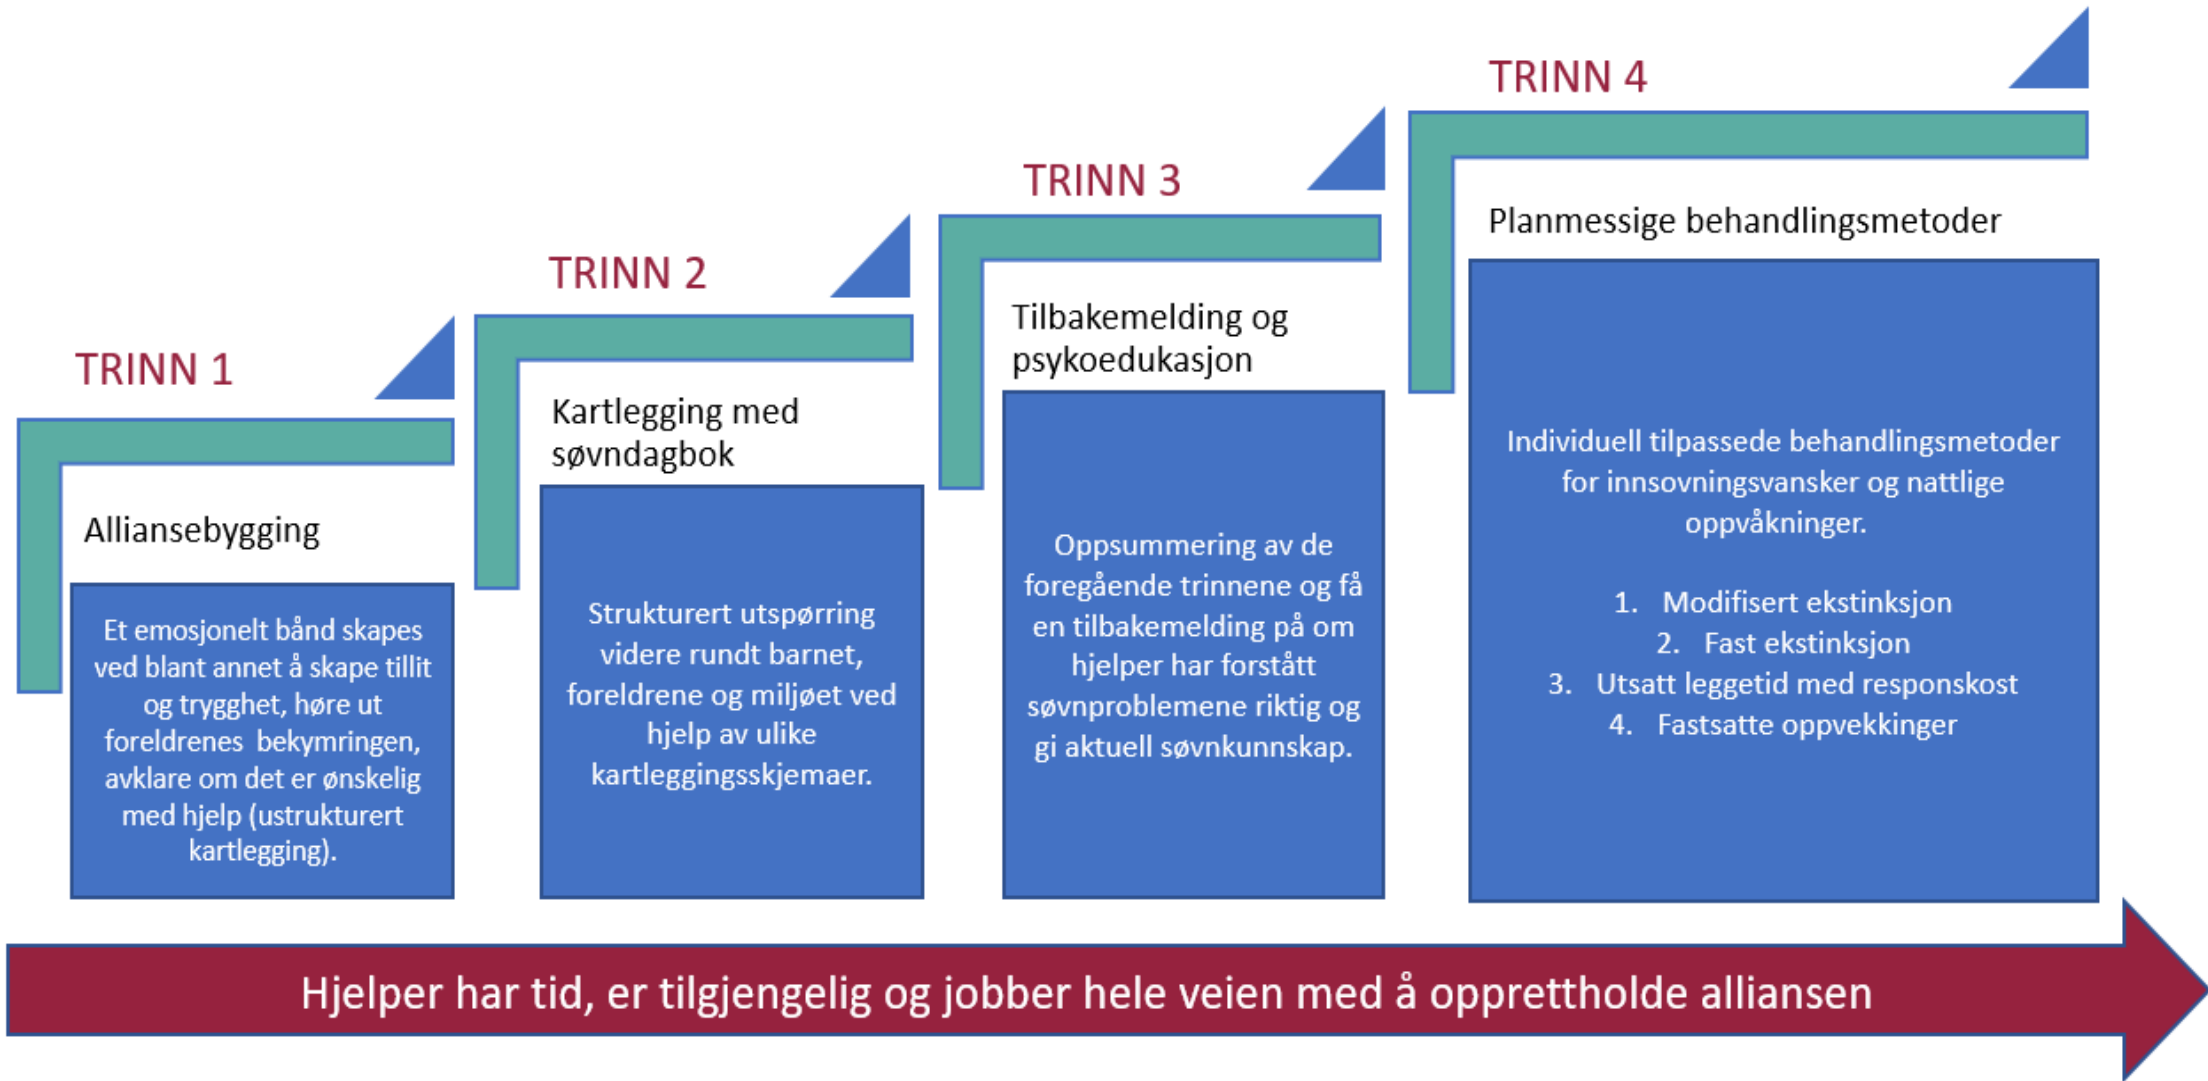 TRINN 1
Alliansebygging
Et emosjonelt bånd skapes
ved blant annet å skape tillit
og trygghet, høre ut
foreldrenes bekymringen,
avklare om det er ønskelig
med hjelp (ustrukturert
kartlegging).
TRINN 2
Kartlegging med
søvndagbok
Strukturert utspørring
videre rundt barnet,
foreldrene og miljøet ved
hjelp av ulike
kartleggingsskjemaer.
TRINN 3
Tilbakemelding og
psykoedukasjon
Oppsummering av de
foregående trinnene og få
en tilbakemelding på om
hjelper har forstått
søvnproblemene riktig og
gi aktuell søvnkunnskap.
TRINN 4
Planmessige behandlingsmetoder
Individuell tilpassede behandlingsmetoder
for innsovningsvansker og nattlige
oppvåkninger.
1. Modifisert ekstinksjon
2. Fast ekstinksjon
3. Utsatt leggetid med responskost
4. Fastsatte oppvekkinger
Hjelper har tid, er tilgjengelig og jobber hele veien med å opprettholde alliansen